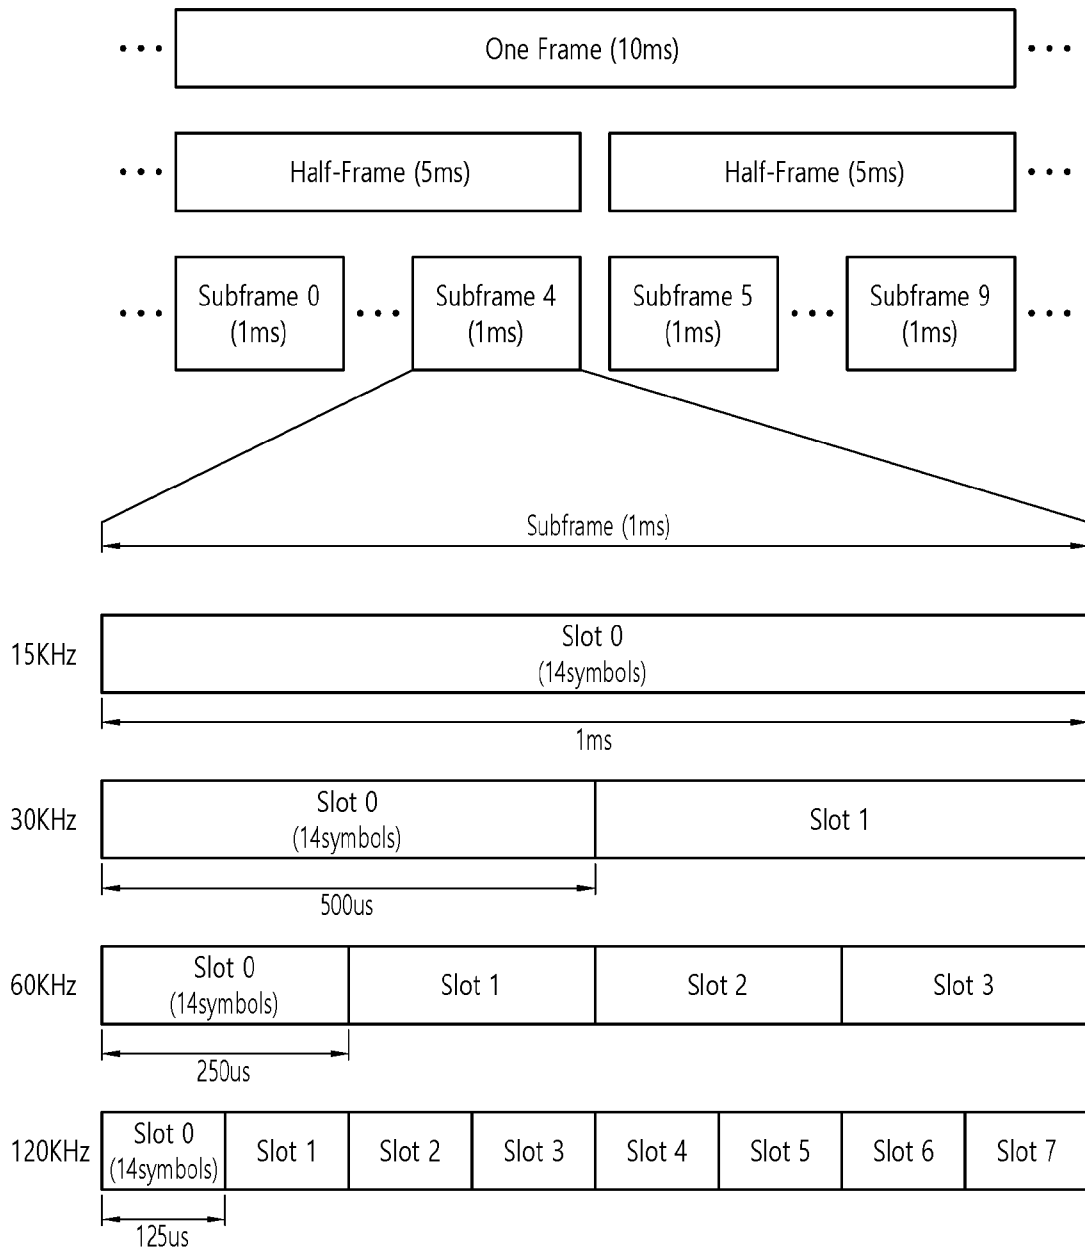 One Frame (10ms)
Half-Frame (5ms)
Half-Frame (5ms)
Subframe 0
(1ms)
Subframe 4
(1ms)
Subframe 5
(1ms)
Subframe 9
(1ms)
Subframe (1ms)
15KHz
Slot 0
(14symbols)
1ms
30KHz
Slot 0
(14symbols)
Slot 1
500us
60KHz
Slot 0
(14symbols)
Slot 1
Slot 2
Slot 3
250us
120KHz
Slot 0
(14symbols)
Slot 1
Slot 2
Slot 3
Slot 4
Slot 5
Slot 6
Slot 7
125us